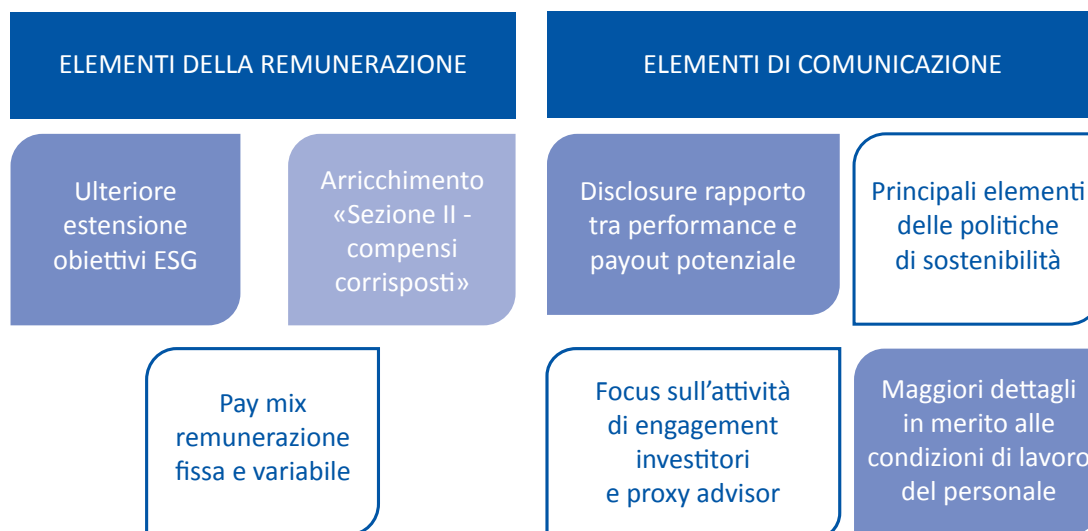 ELEMENTI DELLA REMUNERAZIONE
Ulteriore
estensione
obiettivi ESG
Arricchimento
«Sezione II -
compensi
corrisposti»
Pay mix
remunerazione
fissa e variabile
ELEMENTI DI COMUNICAZIONE
Disclosure rapporto
tra performance e
payout potenziale
Principali elementi
delle politiche
di sostenibilità
Focus sull’attività
di engagement
investitori
e proxy advisor
Maggiori dettagli
in merito alle
condizioni di lavoro
del personale